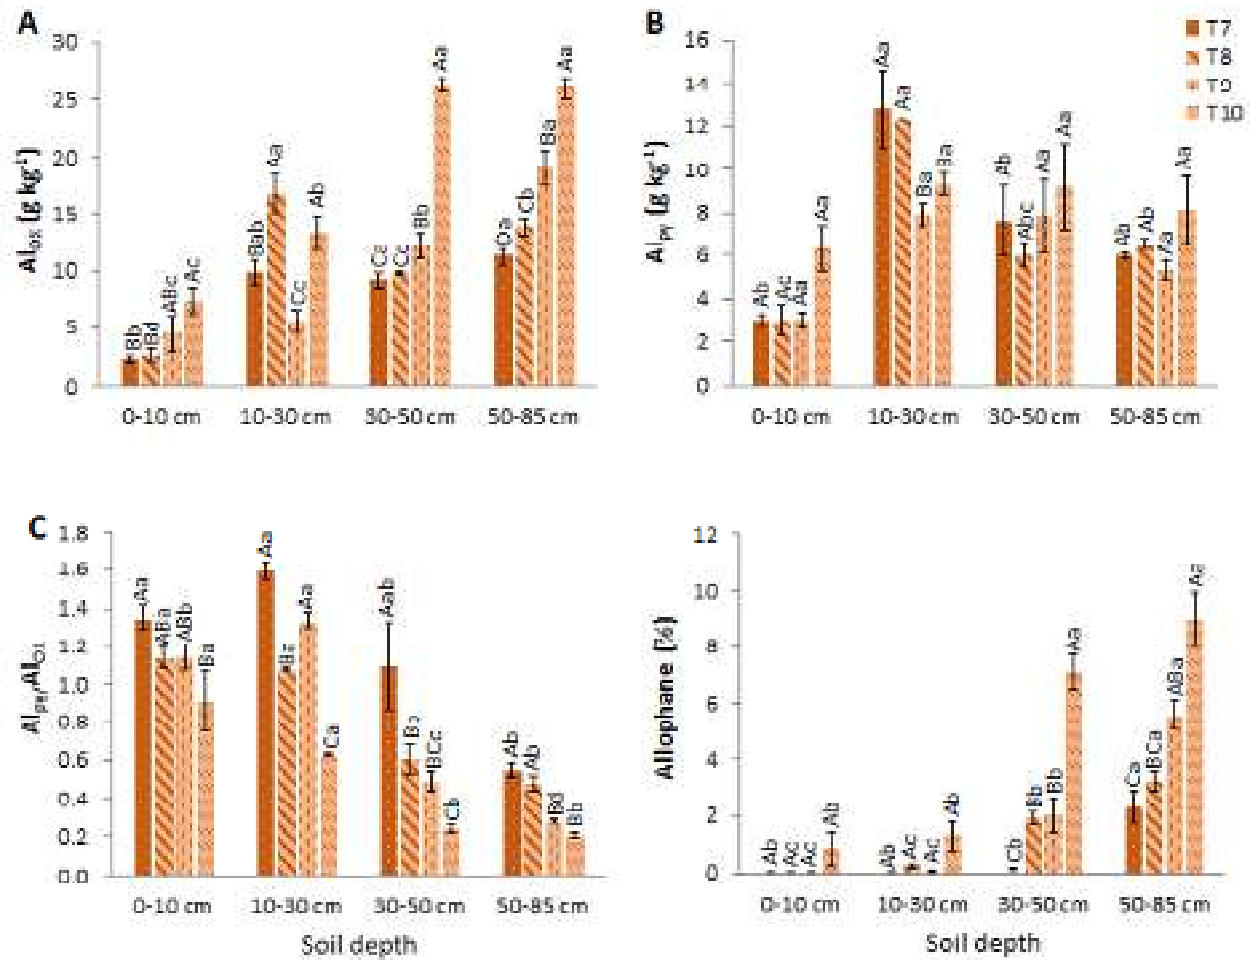 A
Al_ox (g kg⁻¹)
30
25
20
15
10
5
0
Bb
Bd
ABc
Ac
Bab
Aa
Cc
Ab
Ca
Cc
Bb
Aa
Da
Cb
Ba
Aa
0-10 cm
10-30 cm
30-50 cm
50-85 cm
B
Al_py (g kg⁻¹)
16
14
12
10
8
6
4
2
0
Ab
Ac
Aa
Aa
Aa
Aa
Ba
Ba
Ab
Abc
Aa
Aa
Ab
Ab
Aa
Aa
0-10 cm
10-30 cm
30-50 cm
50-85 cm
T7
T8
T9
T10
C
1.8
1.6
1.4
1.2
1.0
0.8
0.6
0.4
0.2
0.0
Aa
ABa
ABb
Ba
Aa
Ba
Aa
Ca
Aab
BCc
Cb
Ab
Ab
Bd
Bb
0-10 cm
10-30 cm
30-50 cm
50-85 cm
Soil depth
Allophane (%)
12
10
8
6
4
2
0
Ab
Ac
Ac
Ab
Ab
Ac
Ac
Ab
Cb
Bb
Bb
Aa
Ca
BCa
ABa
Aa
0-10 cm
10-30 cm
30-50 cm
50-85 cm
Soil depth